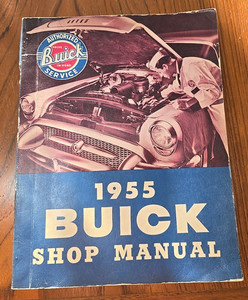 AUTHORIZED
Buick
SERVICE
1955
BUICK
SHOP MANUAL